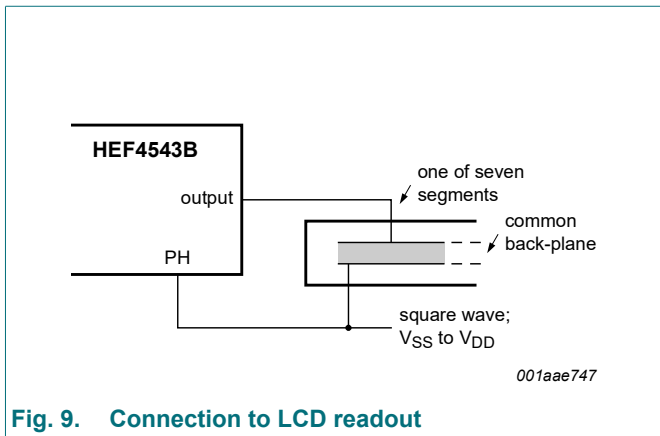 HEF4543B
output
PH
one of seven
segments
common
back-plane
square wave;
VSS to VDD
001aae747
Fig. 9. Connection to LCD readout